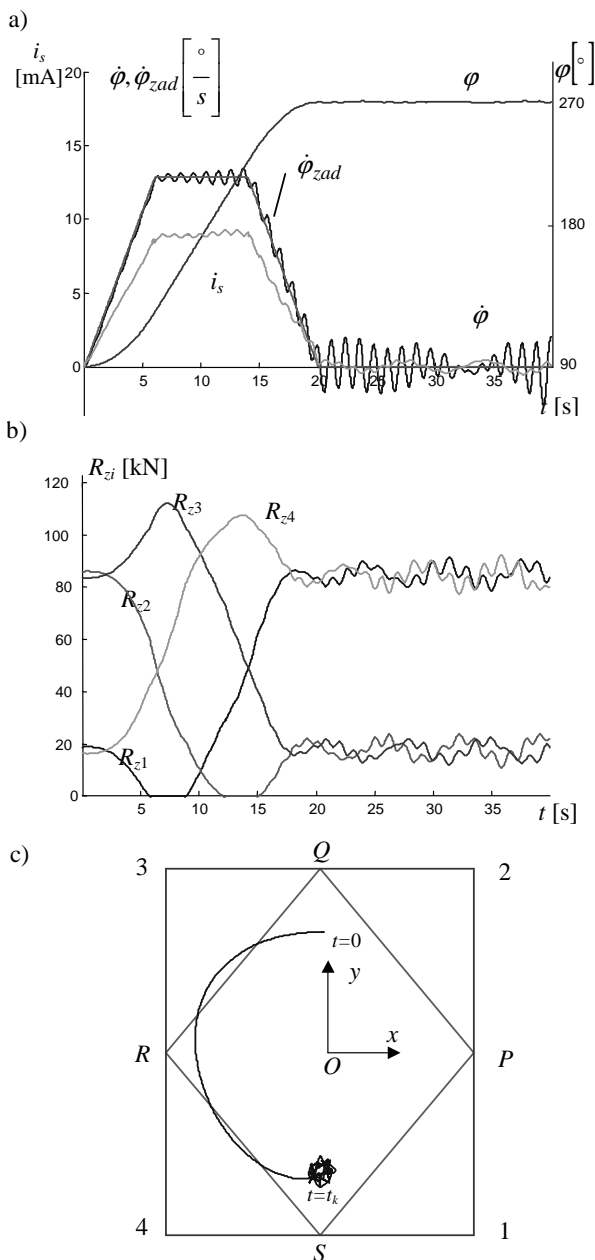 a)
i_s [mA]
φ̇, φ̇_zad [°/s]
φ[°]
20
15
10
5
0
φ
270
φ̇_zad
180
i_s
φ̇
90
5 10 15 20 25 30 35 t [s]
b)
R_zi [kN]
120
100
80
60
40
20
0
R_z3
R_z4
R_z2
R_z1
5 10 15 20 25 30 35 t [s]
c)
3 Q 2
t=0
y
x
R O P
t=t_k
4 S 1